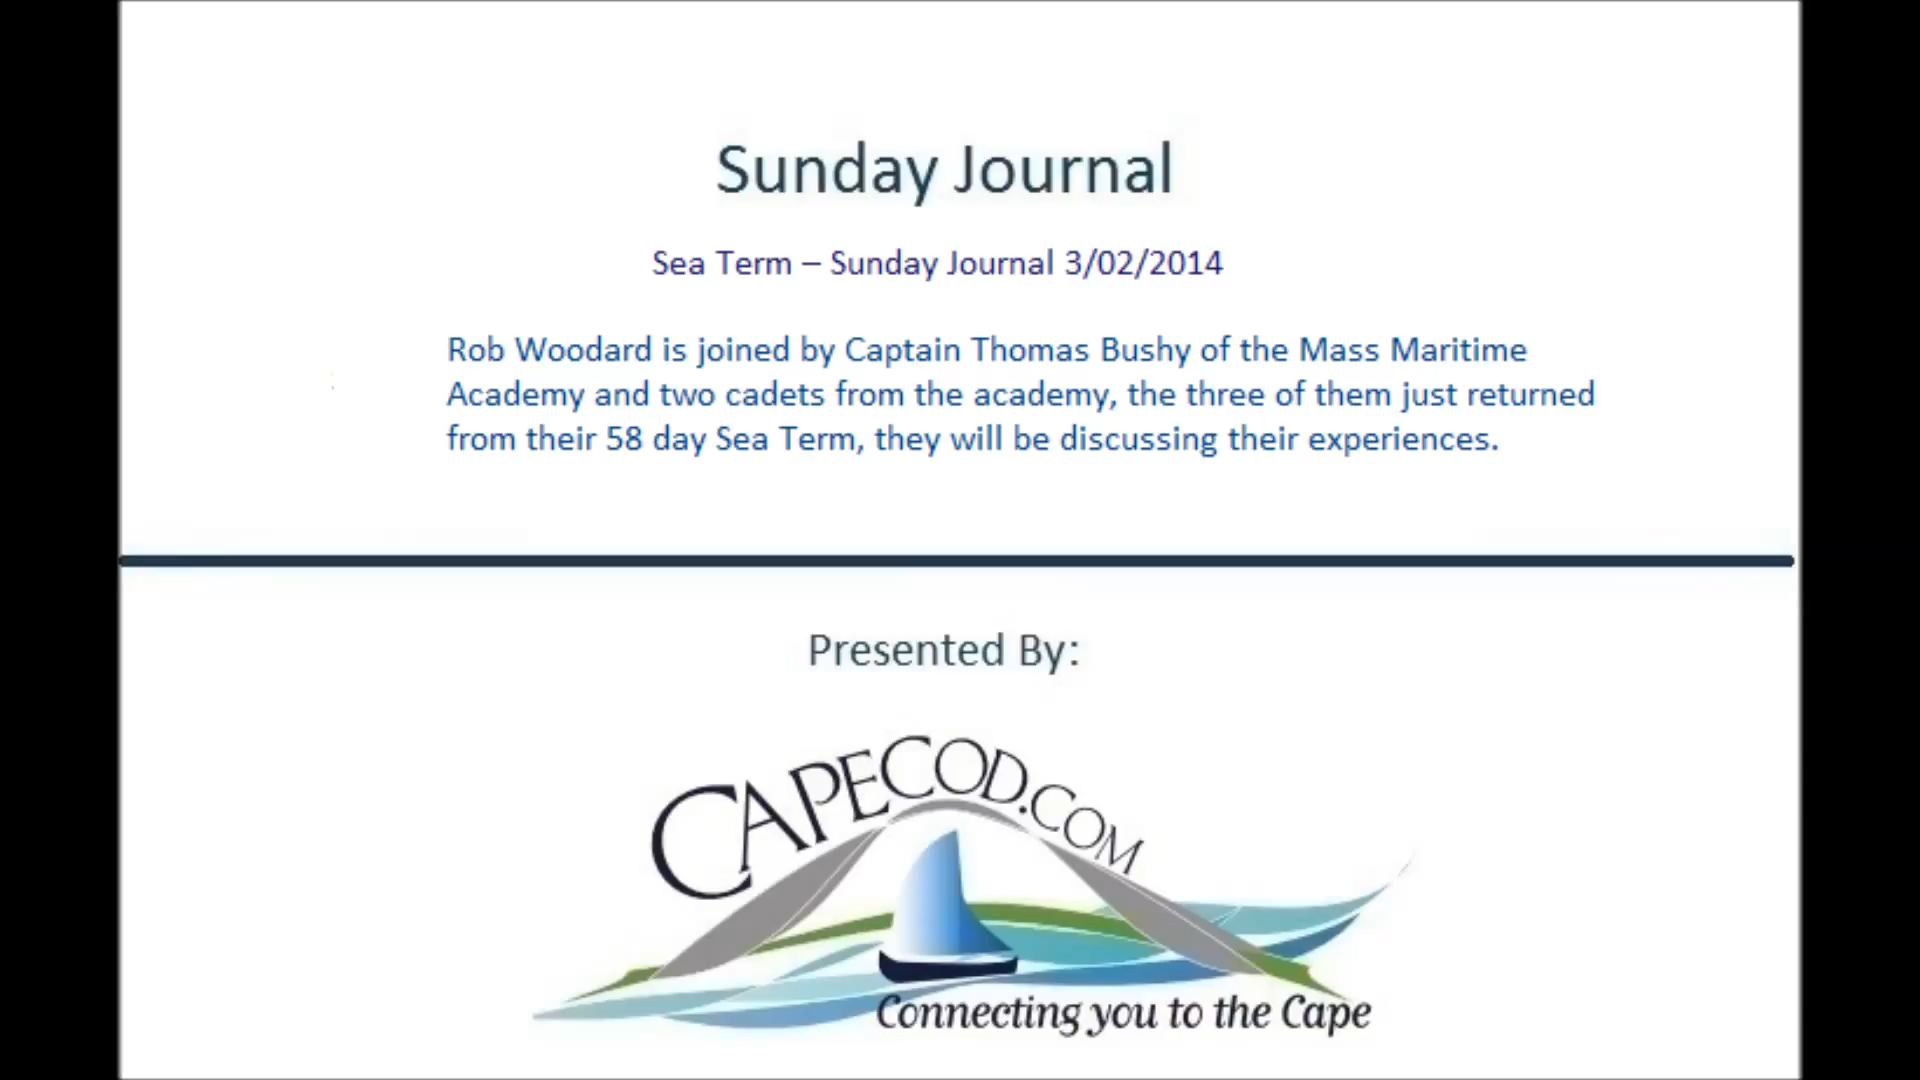 Sunday Journal
Sea Term – Sunday Journal 3/02/2014
Rob Woodard is joined by Captain Thomas Bushy of the Mass Maritime
Academy and two cadets from the academy, the three of them just returned
from their 58 day Sea Term, they will be discussing their experiences.
Presented By:
CAPECOD.COM
Connecting you to the Cape